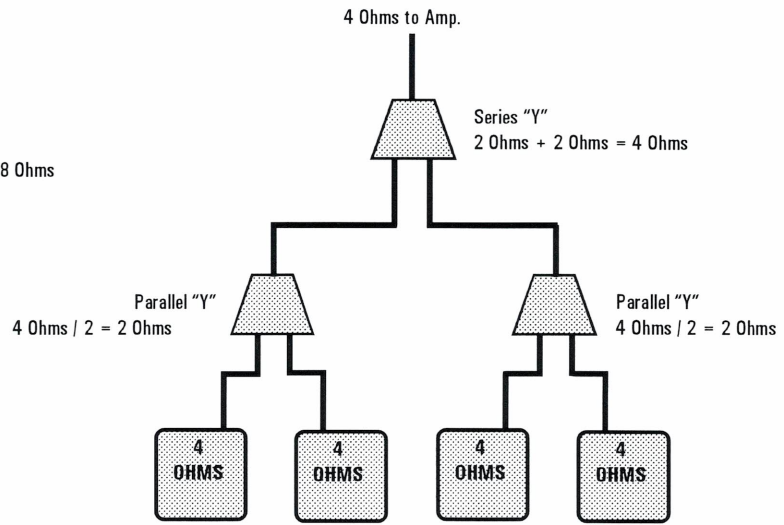 4 Ohms to Amp.
Series "Y"
2 Ohms + 2 Ohms = 4 Ohms
8 Ohms
Parallel "Y"
4 Ohms / 2 = 2 Ohms
Parallel "Y"
4 Ohms / 2 = 2 Ohms
4
OHMS
4
OHMS
4
OHMS
4
OHMS